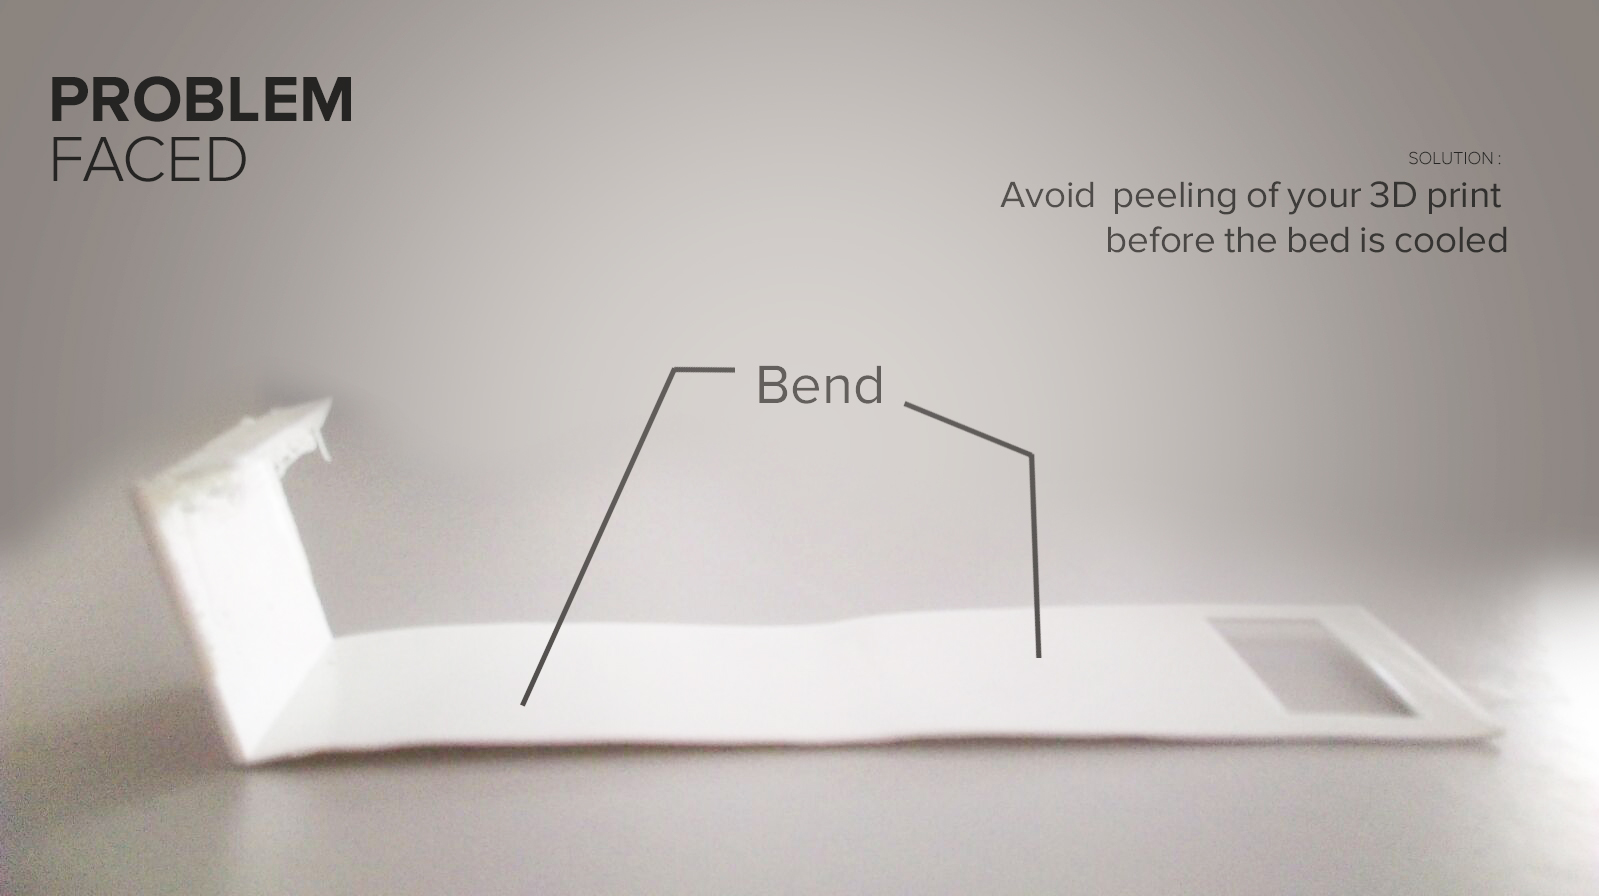 PROBLEM
FACED
SOLUTION :
Avoid peeling of your 3D print
before the bed is cooled
Bend